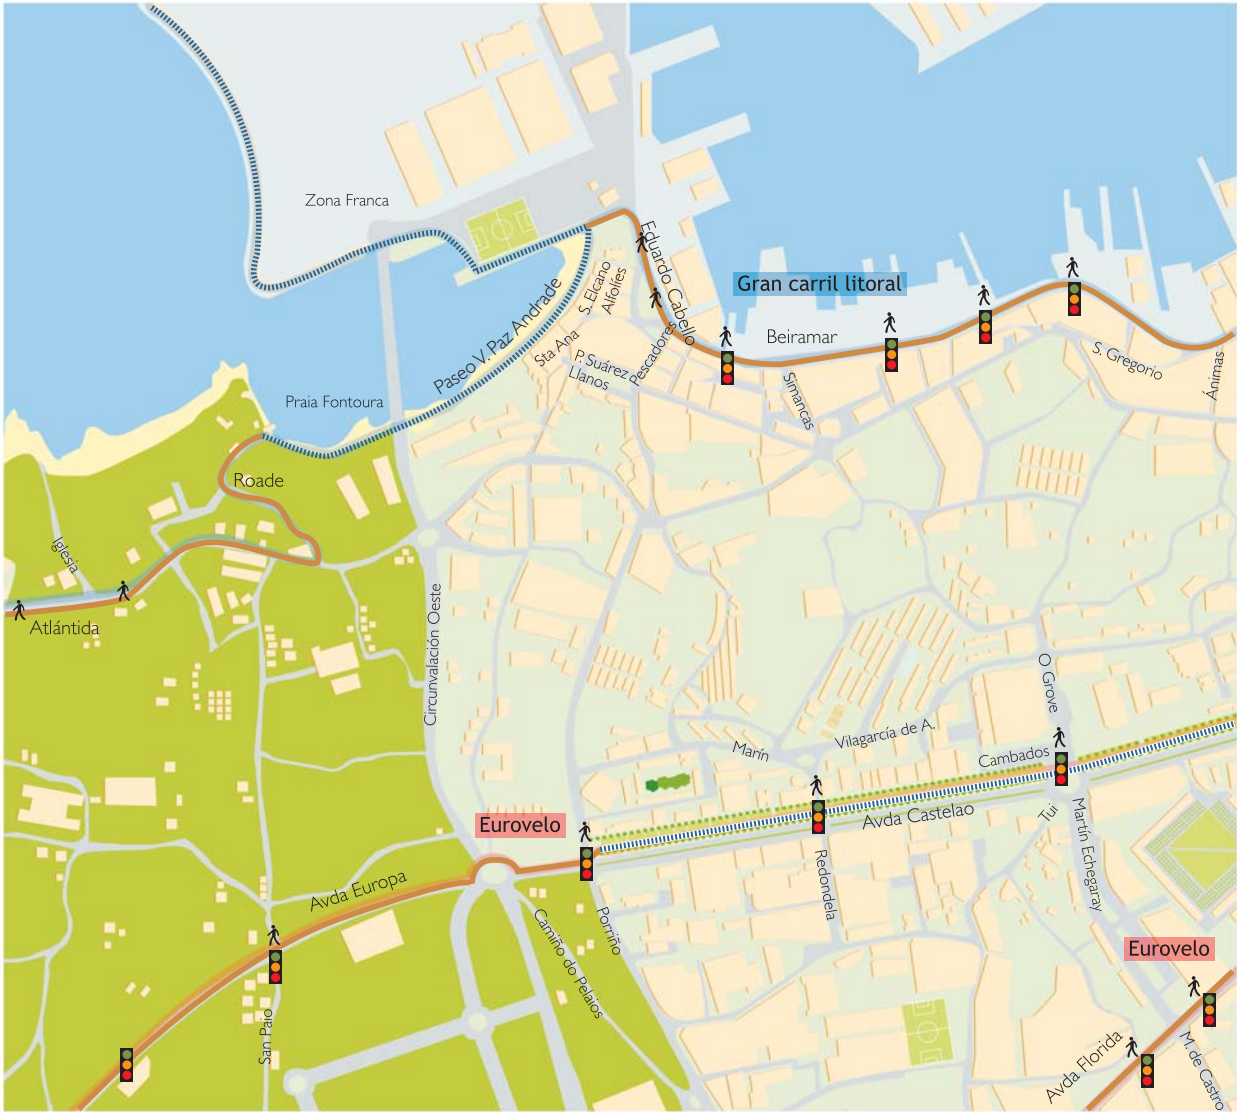 Zona Franca
Eduardo Cabello
S. Elcano
Alfolíes
Gran carril litoral
Paseo V. Paz Andrade
Beiramar
Sta Ana
Pescadores
P. Suárez
Llanos
Simancas
S. Gregorio
Ánimas
Praia Fontoura
Roade
Iglesia
Atlántida
Circunvalación Oeste
O Grove
Marín
Vilagarcía de A.
Cambados
Eurovelo
Avda Castelao
Tui
Martín Echegaray
Redondela
Avda Europa
Porriño
Camiño do Pelaios
Eurovelo
San Paio
Avda Florida
M. de Castro